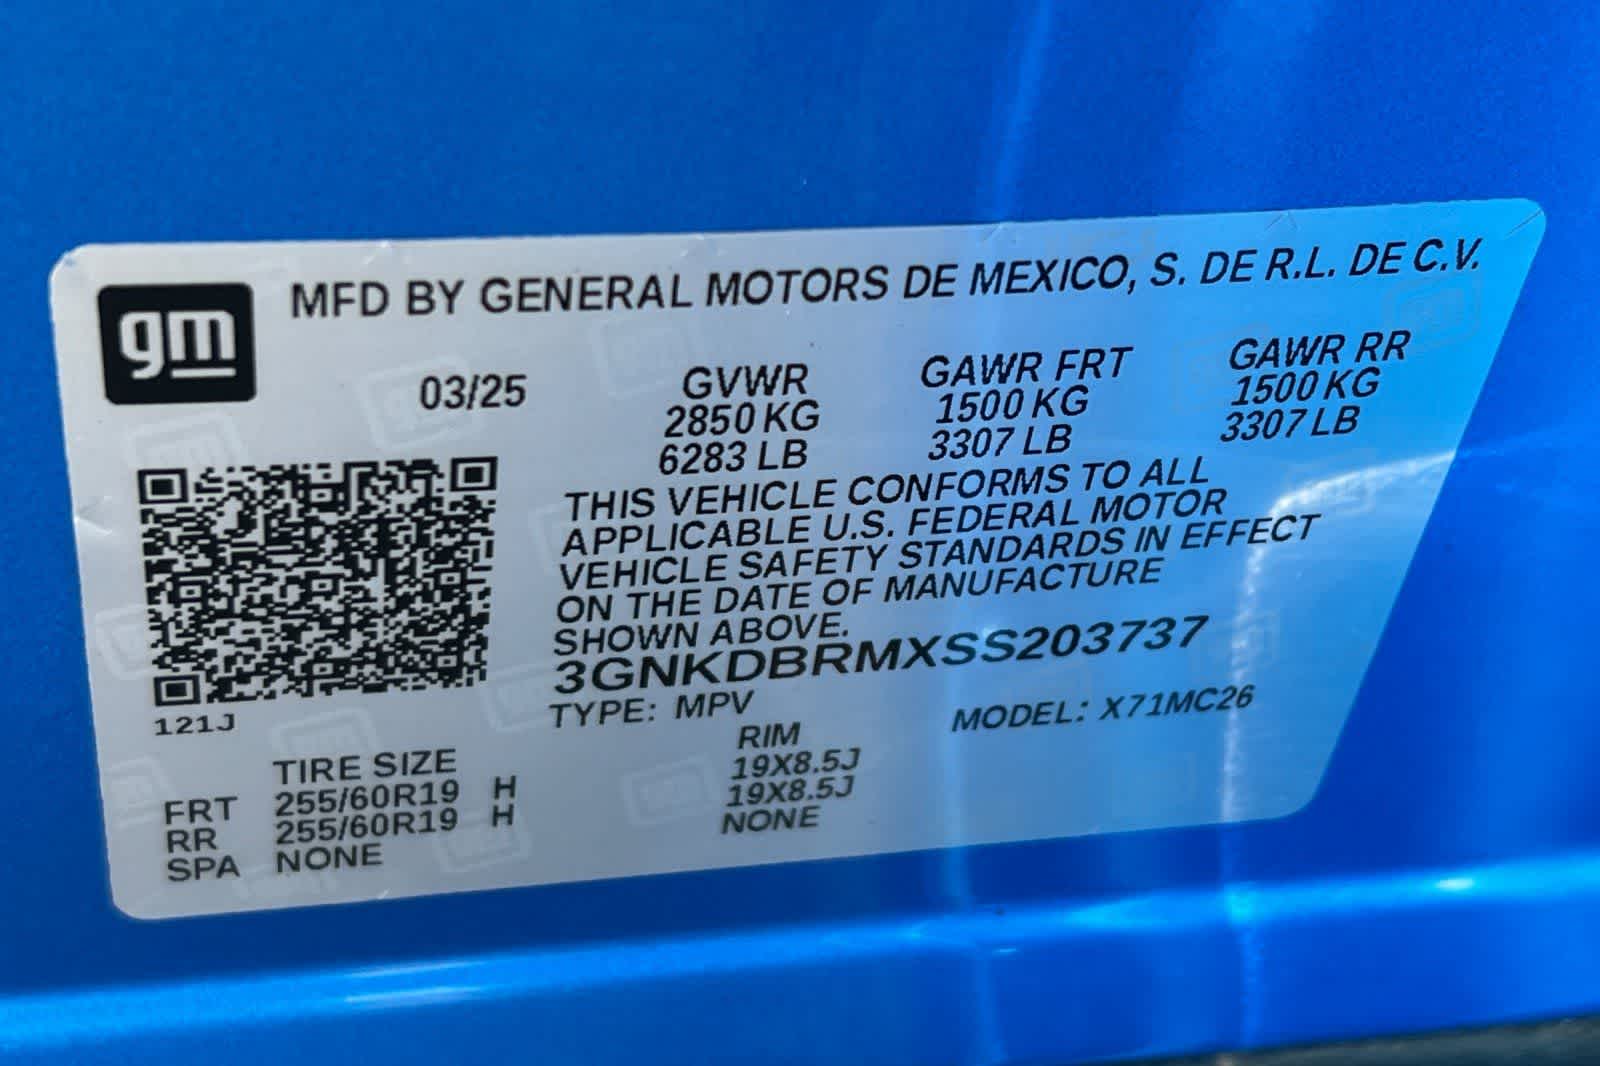 gm
MFD BY GENERAL MOTORS DE MEXICO, S. DE R.L. DE C.V.
03/25
GVWR GAWR FRT GAWR RR
2850 KG 1500 KG 1500 KG
6283 LB 3307 LB 3307 LB
THIS VEHICLE CONFORMS TO ALL
APPLICABLE U.S. FEDERAL MOTOR
VEHICLE SAFETY STANDARDS IN EFFECT
ON THE DATE OF MANUFACTURE
SHOWN ABOVE.
3GNKDBRMXSS203737
TYPE: MPV MODEL: X71MC26
121J
TIRE SIZE RIM
FRT 255/60R19 H 19X8.5J
RR 255/60R19 H 19X8.5J
SPA NONE NONE